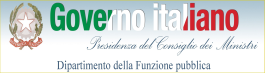 Governo italiano
Presidenza del Consiglio dei Ministri
Dipartimento della Funzione pubblica